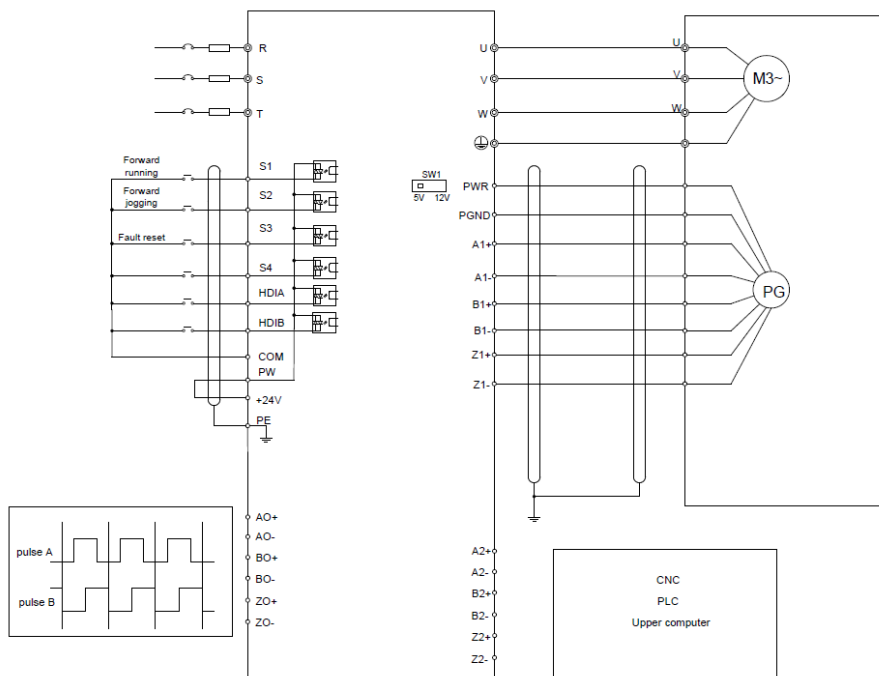 R
S
T
U
V
W
U
V
W
M3~
Forward
running
Forward
jogging
Fault reset
S1
S2
S3
S4
HDIA
HDIB
COM
PW
+24V
PE
SW1
5V 12V
PWR
PGND
A1+
A1-
B1+
B1-
Z1+
Z1-
PG
pulse A
pulse B
AO+
AO-
BO+
BO-
ZO+
ZO-
A2+
A2-
B2+
B2-
Z2+
Z2-
CNC
PLC
Upper computer